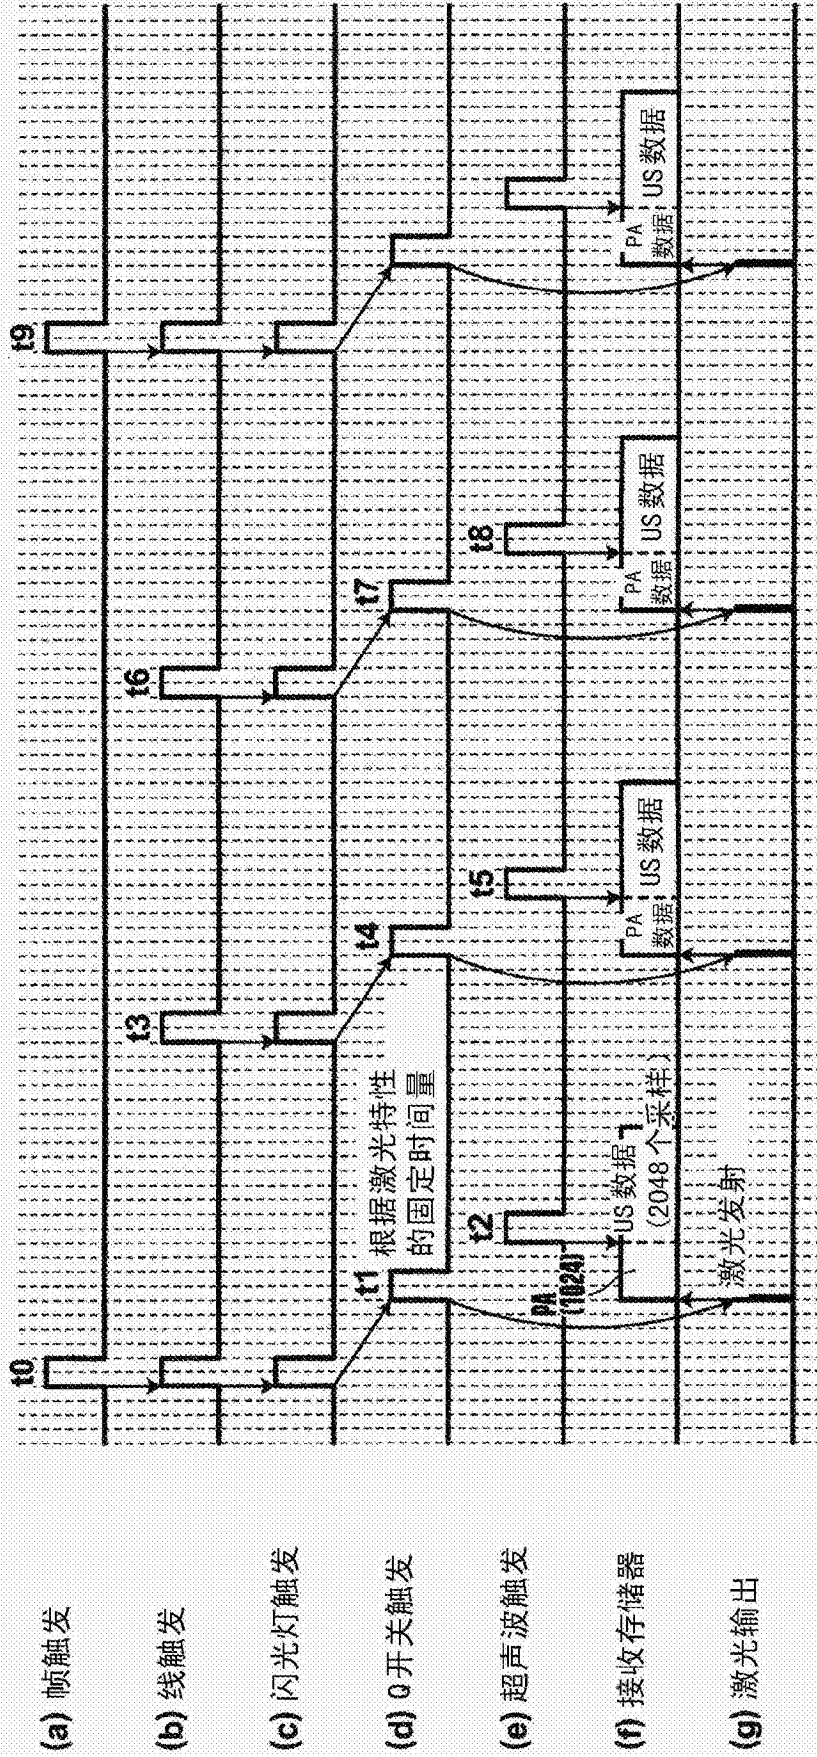 (a) 帧触发
t0
t9
(b) 线触发
t3
t6
(c) 闪光灯触发
(d) Q开关触发
t1
根据激光特性
的固定时间量
t4
t7
(e) 超声波触发
t2
t5
t8
(f) 接收存储器
PA
(1024)
US数据
(2048个采样)
PA
数据
US数据
PA
数据
US数据
PA
数据
US数据
(g) 激光输出
激光发射